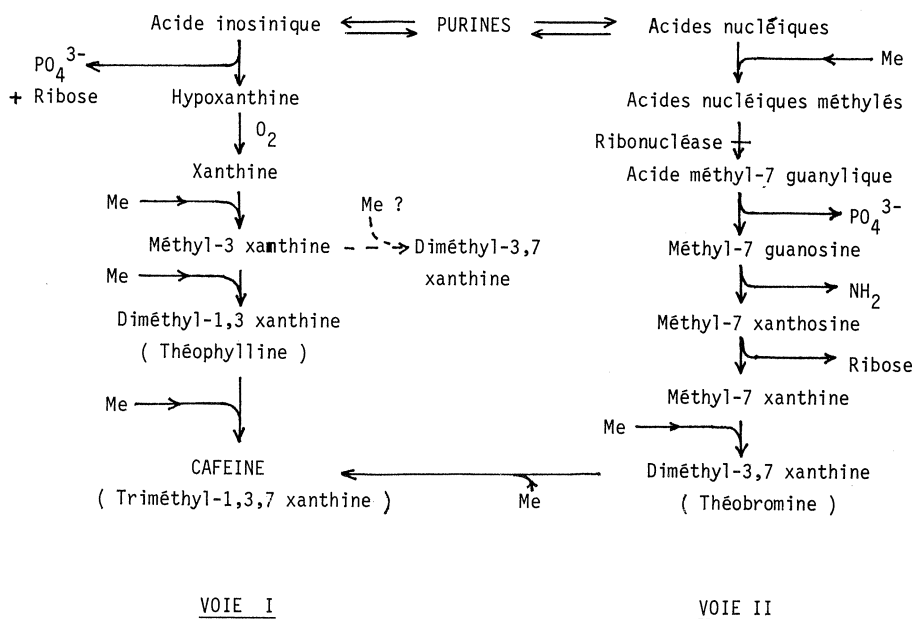 Acide inosinique PURINES Acides nucléiques
PO4 3- Me
+ Ribose Hypoxanthine Acides nucléiques méthylés
O2
Ribonucléase
Xanthine Acide méthyl-7 guanylique
Me Me ? PO4 3-
Méthyl-3 xanthine Diméthyl-3,7 Méthyl-7 guanosine
Me xanthine NH2
Diméthyl-1,3 xanthine Méthyl-7 xanthosine
( Théophylline ) Ribose
Me Méthyl-7 xanthine
Me
CAFEINE Diméthyl-3,7 xanthine
( Triméthyl-1,3,7 xanthine ) Me ( Théobromine )
VOIE I VOIE II